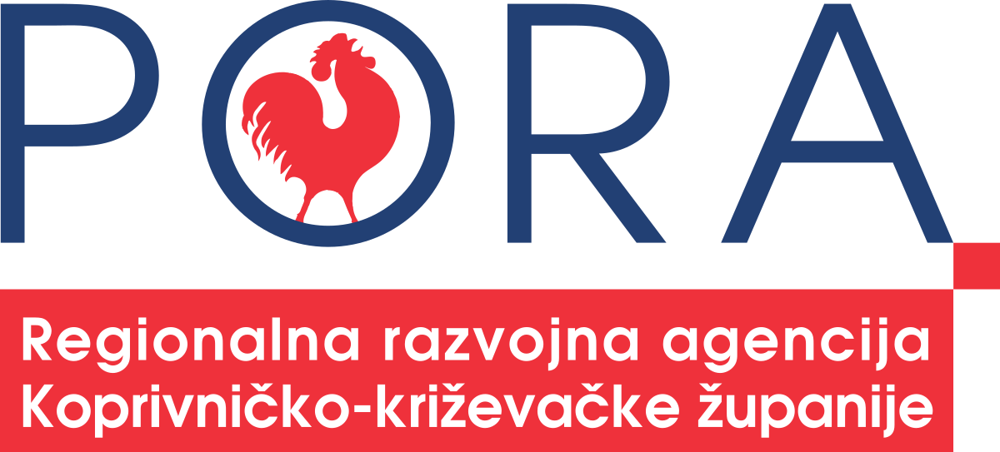 PORA
Regionalna razvojna agencija
Koprivničko-križevačke županije